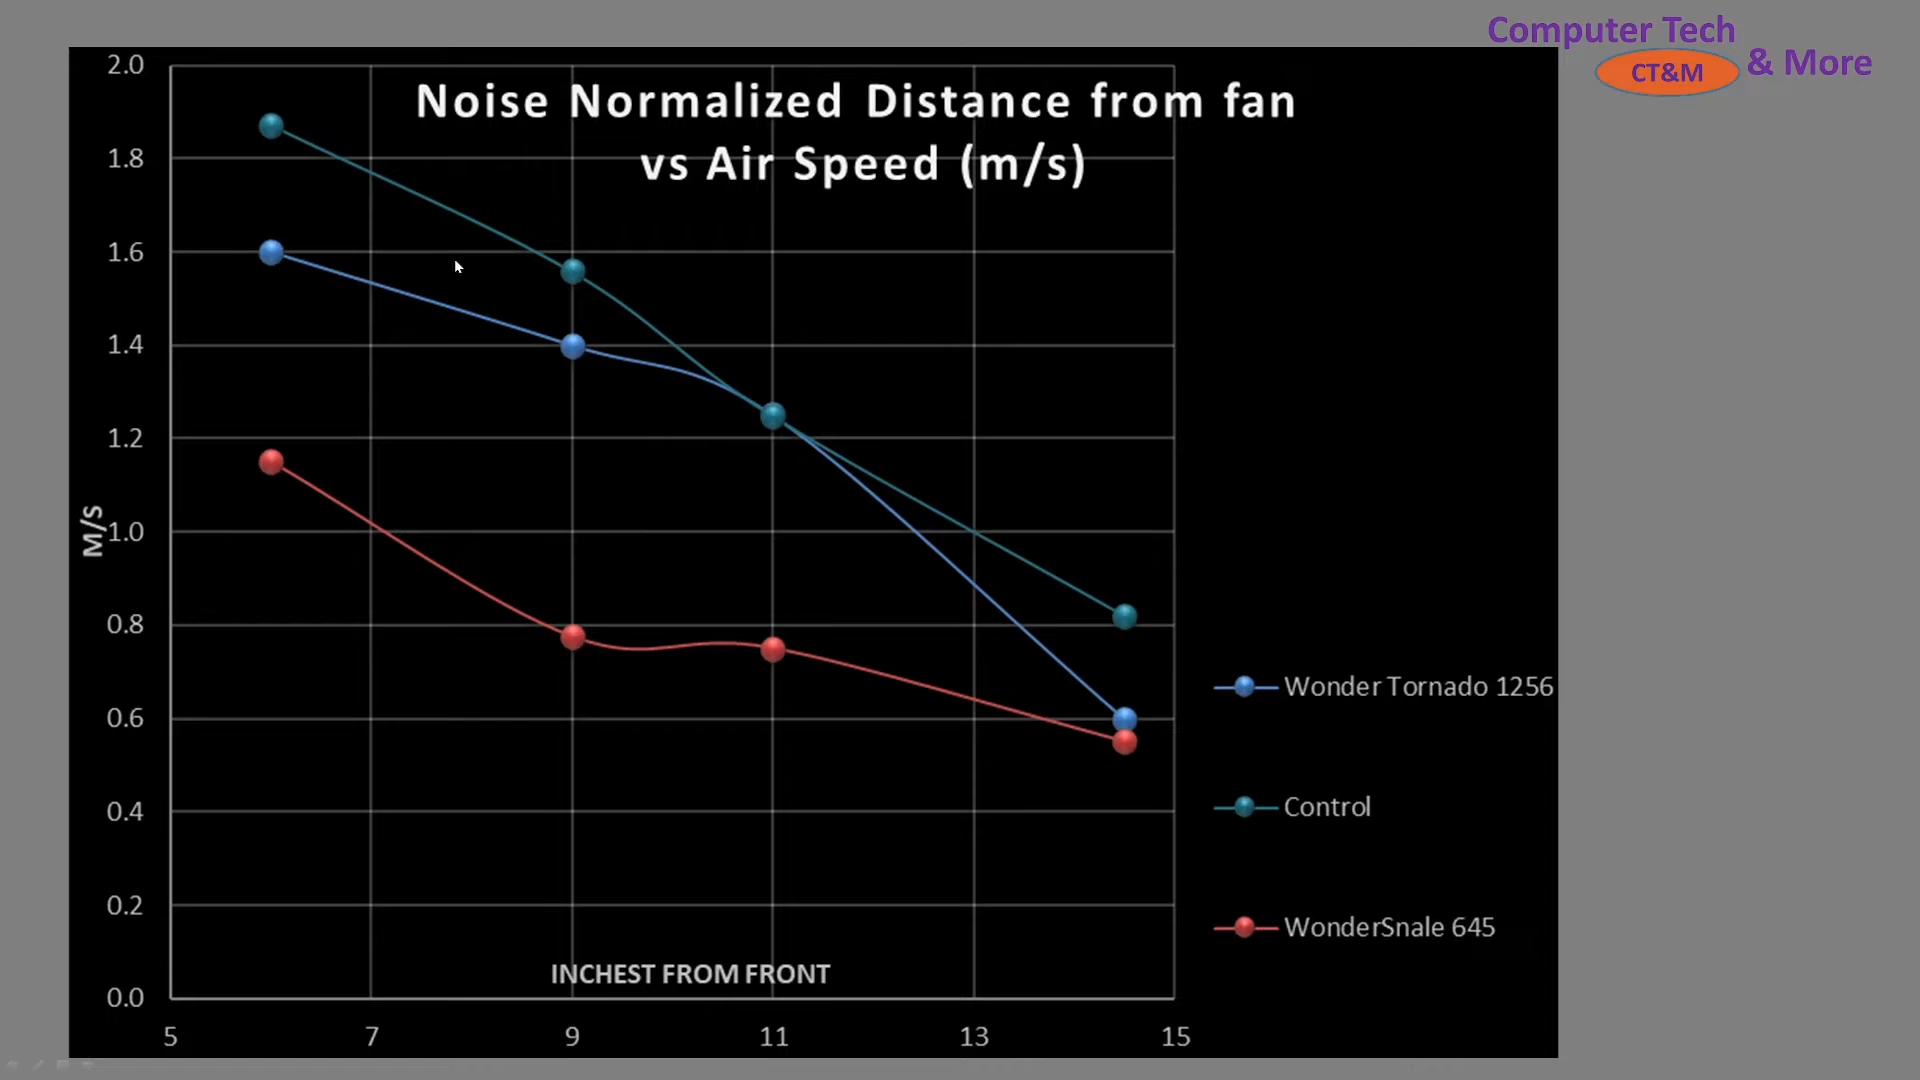 Computer Tech
CT&M
& More
Noise Normalized Distance from fan
vs Air Speed (m/s)
2.0
1.8
1.6
1.4
1.2
1.0
0.8
0.6
0.4
0.2
0.0
M/S
INCHEST FROM FRONT
5 7 9 11 13 15
Wonder Tornado 1256
Control
WonderSnale 645